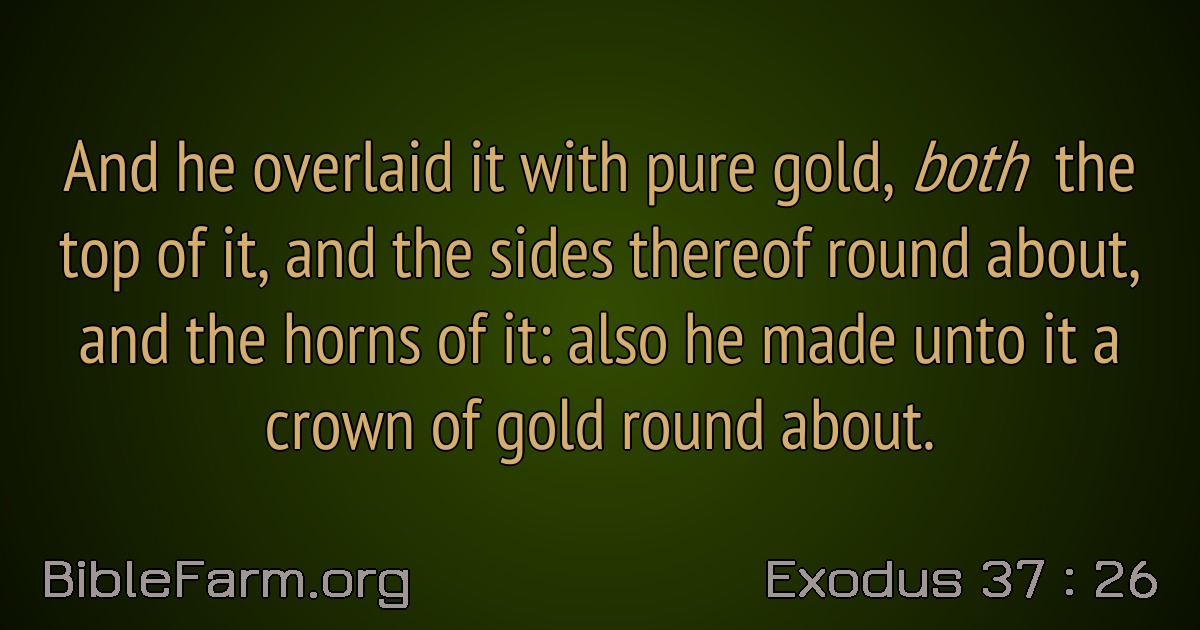 And he overlaid it with pure gold, both the
top of it, and the sides thereof round about,
and the horns of it: also he made unto it a
crown of gold round about.
BibleFarm.org
Exodus 37 : 26